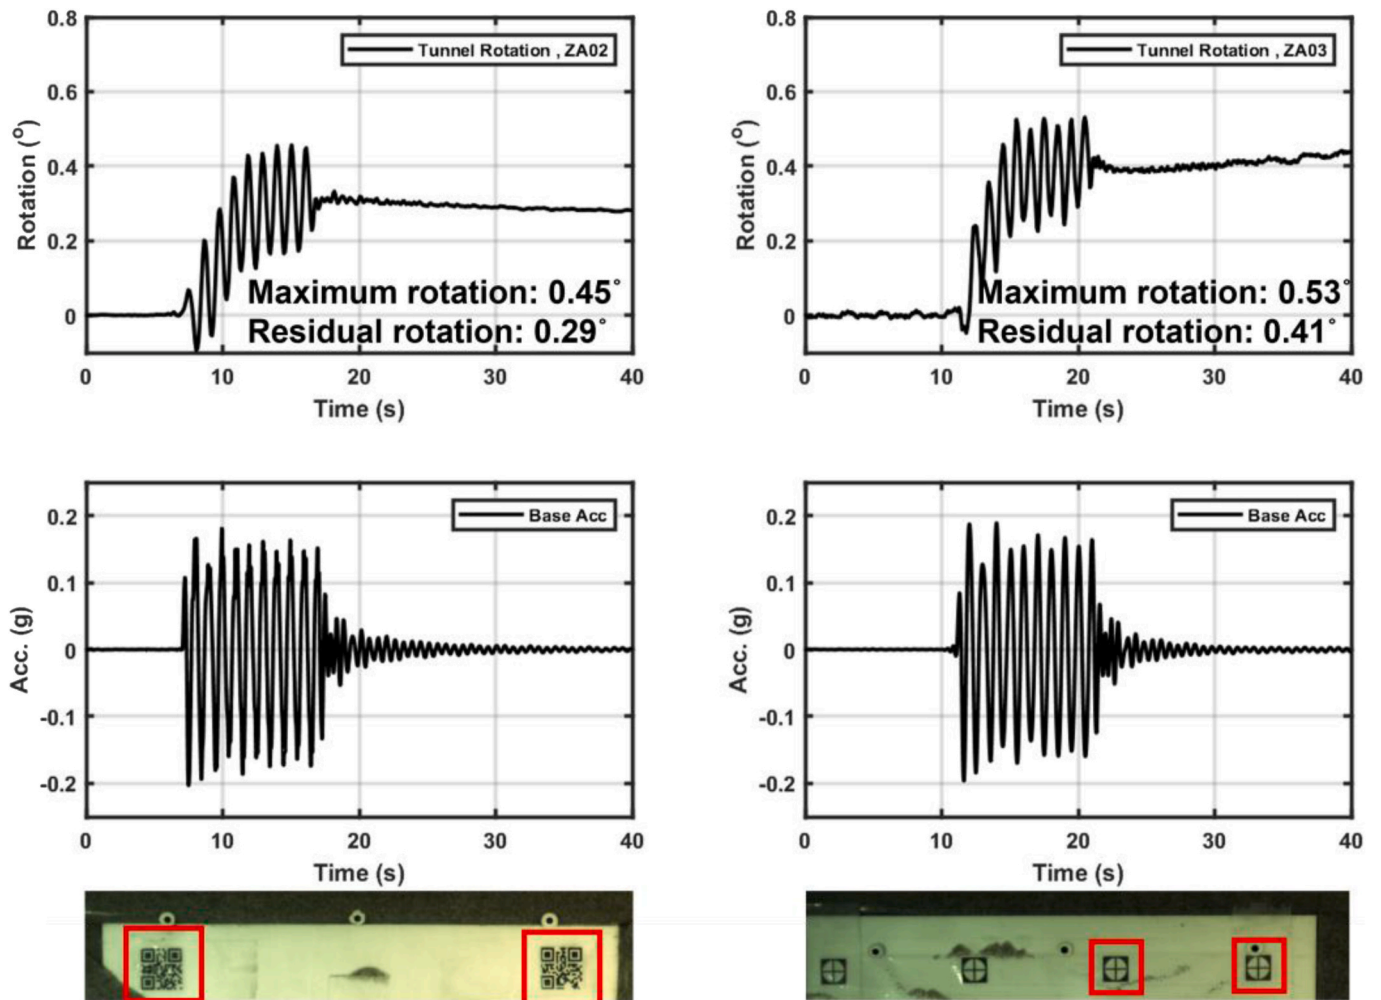 0.8
0.6
0.4
0.2
0
Rotation (°)
Tunnel Rotation , ZA02
Maximum rotation: 0.45°
Residual rotation: 0.29°
0 10 20 30 40
Time (s)
0.8
0.6
0.4
0.2
0
Rotation (°)
Tunnel Rotation , ZA03
Maximum rotation: 0.53°
Residual rotation: 0.41°
0 10 20 30 40
Time (s)
0.2
0.1
0
-0.1
-0.2
Acc. (g)
Base Acc
0 10 20 30 40
Time (s)
0.2
0.1
0
-0.1
-0.2
Acc. (g)
Base Acc
0 10 20 30 40
Time (s)